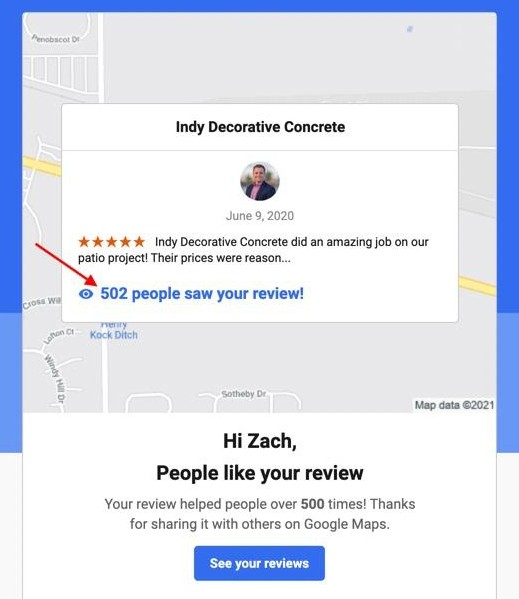 Penobscot Dr
Indy Decorative Concrete
June 9, 2020
★★★★★ Indy Decorative Concrete did an amazing job on our
patio project! Their prices were reason...
502 people saw your review!
Cross Wi
Henry
Kock Ditch
Lohon Ct
Windy Hill Dr
Sotheby Dr
Map data ©2021
Hi Zach,
People like your review
Your review helped people over 500 times! Thanks
for sharing it with others on Google Maps.
See your reviews